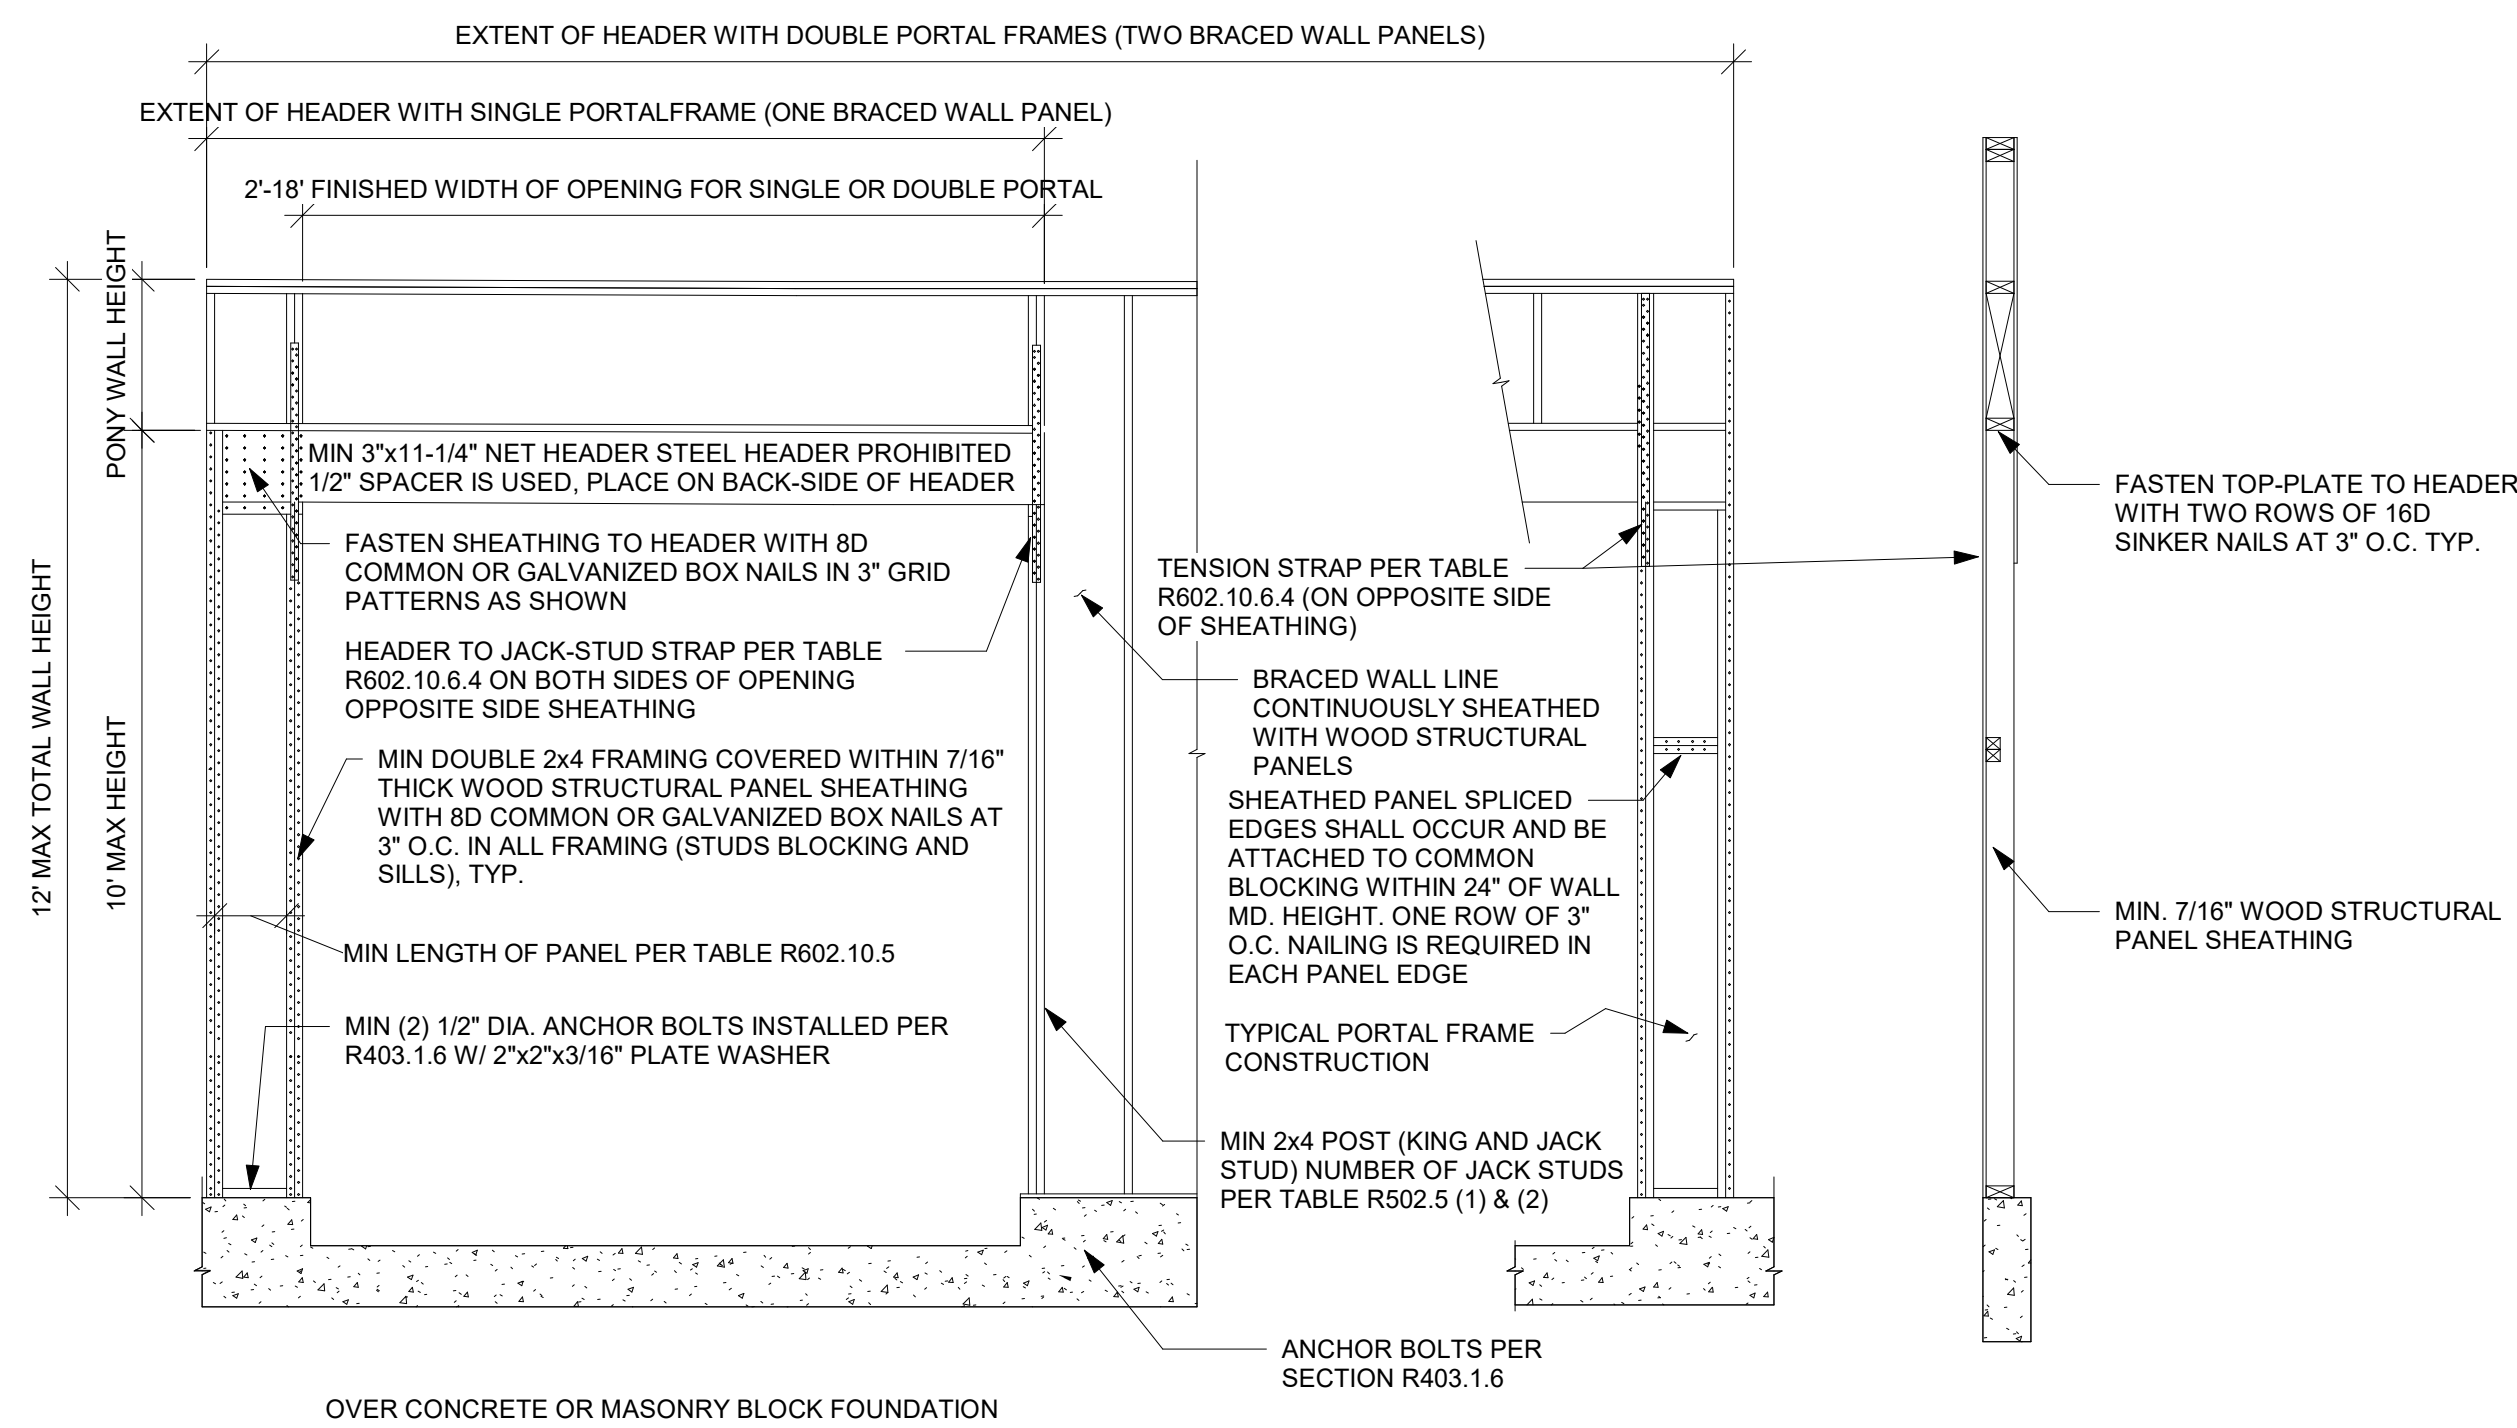 EXTENT OF HEADER WITH DOUBLE PORTAL FRAMES (TWO BRACED WALL PANELS)
EXTENT OF HEADER WITH SINGLE PORTALFRAME (ONE BRACED WALL PANEL)
2'-18' FINISHED WIDTH OF OPENING FOR SINGLE OR DOUBLE PORTAL
PONY WALL HEIGHT
12' MAX TOTAL WALL HEIGHT
10' MAX HEIGHT
MIN 3"x11-1/4" NET HEADER STEEL HEADER PROHIBITED
1/2" SPACER IS USED, PLACE ON BACK-SIDE OF HEADER
FASTEN SHEATHING TO HEADER WITH 8D
COMMON OR GALVANIZED BOX NAILS IN 3" GRID
PATTERNS AS SHOWN
HEADER TO JACK-STUD STRAP PER TABLE
R602.10.6.4 ON BOTH SIDES OF OPENING
OPPOSITE SIDE SHEATHING
MIN DOUBLE 2x4 FRAMING COVERED WITHIN 7/16"
THICK WOOD STRUCTURAL PANEL SHEATHING
WITH 8D COMMON OR GALVANIZED BOX NAILS AT
3" O.C. IN ALL FRAMING (STUDS BLOCKING AND
SILLS), TYP.
MIN LENGTH OF PANEL PER TABLE R602.10.5
MIN (2) 1/2" DIA. ANCHOR BOLTS INSTALLED PER
R403.1.6 W/ 2"x2"x3/16" PLATE WASHER
TENSION STRAP PER TABLE
R602.10.6.4 (ON OPPOSITE SIDE
OF SHEATHING)
BRACED WALL LINE
CONTINUOUSLY SHEATHED
WITH WOOD STRUCTURAL
PANELS
SHEATHED PANEL SPLICED
EDGES SHALL OCCUR AND BE
ATTACHED TO COMMON
BLOCKING WITHIN 24" OF WALL
MD. HEIGHT. ONE ROW OF 3"
O.C. NAILING IS REQUIRED IN
EACH PANEL EDGE
TYPICAL PORTAL FRAME
CONSTRUCTION
MIN 2x4 POST (KING AND JACK
STUD) NUMBER OF JACK STUDS
PER TABLE R502.5 (1) & (2)
ANCHOR BOLTS PER
SECTION R403.1.6
FASTEN TOP-PLATE TO HEADER
WITH TWO ROWS OF 16D
SINKER NAILS AT 3" O.C. TYP.
MIN. 7/16" WOOD STRUCTURAL
PANEL SHEATHING
OVER CONCRETE OR MASONRY BLOCK FOUNDATION